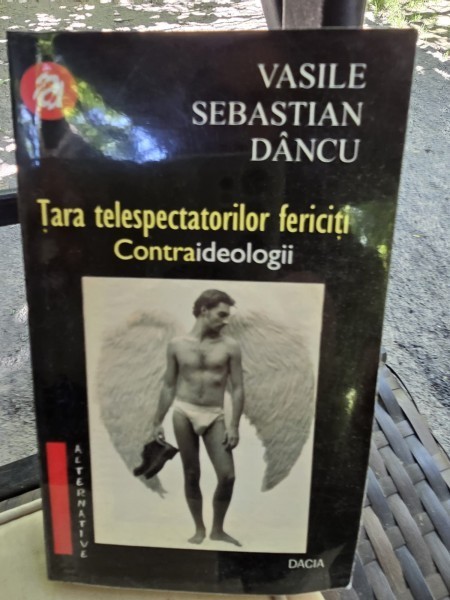 VASILE
SEBASTIAN
DÂNCU
Țara telespectatorilor fericiți
Contraideologii
ALTERNATIVE
DACIA